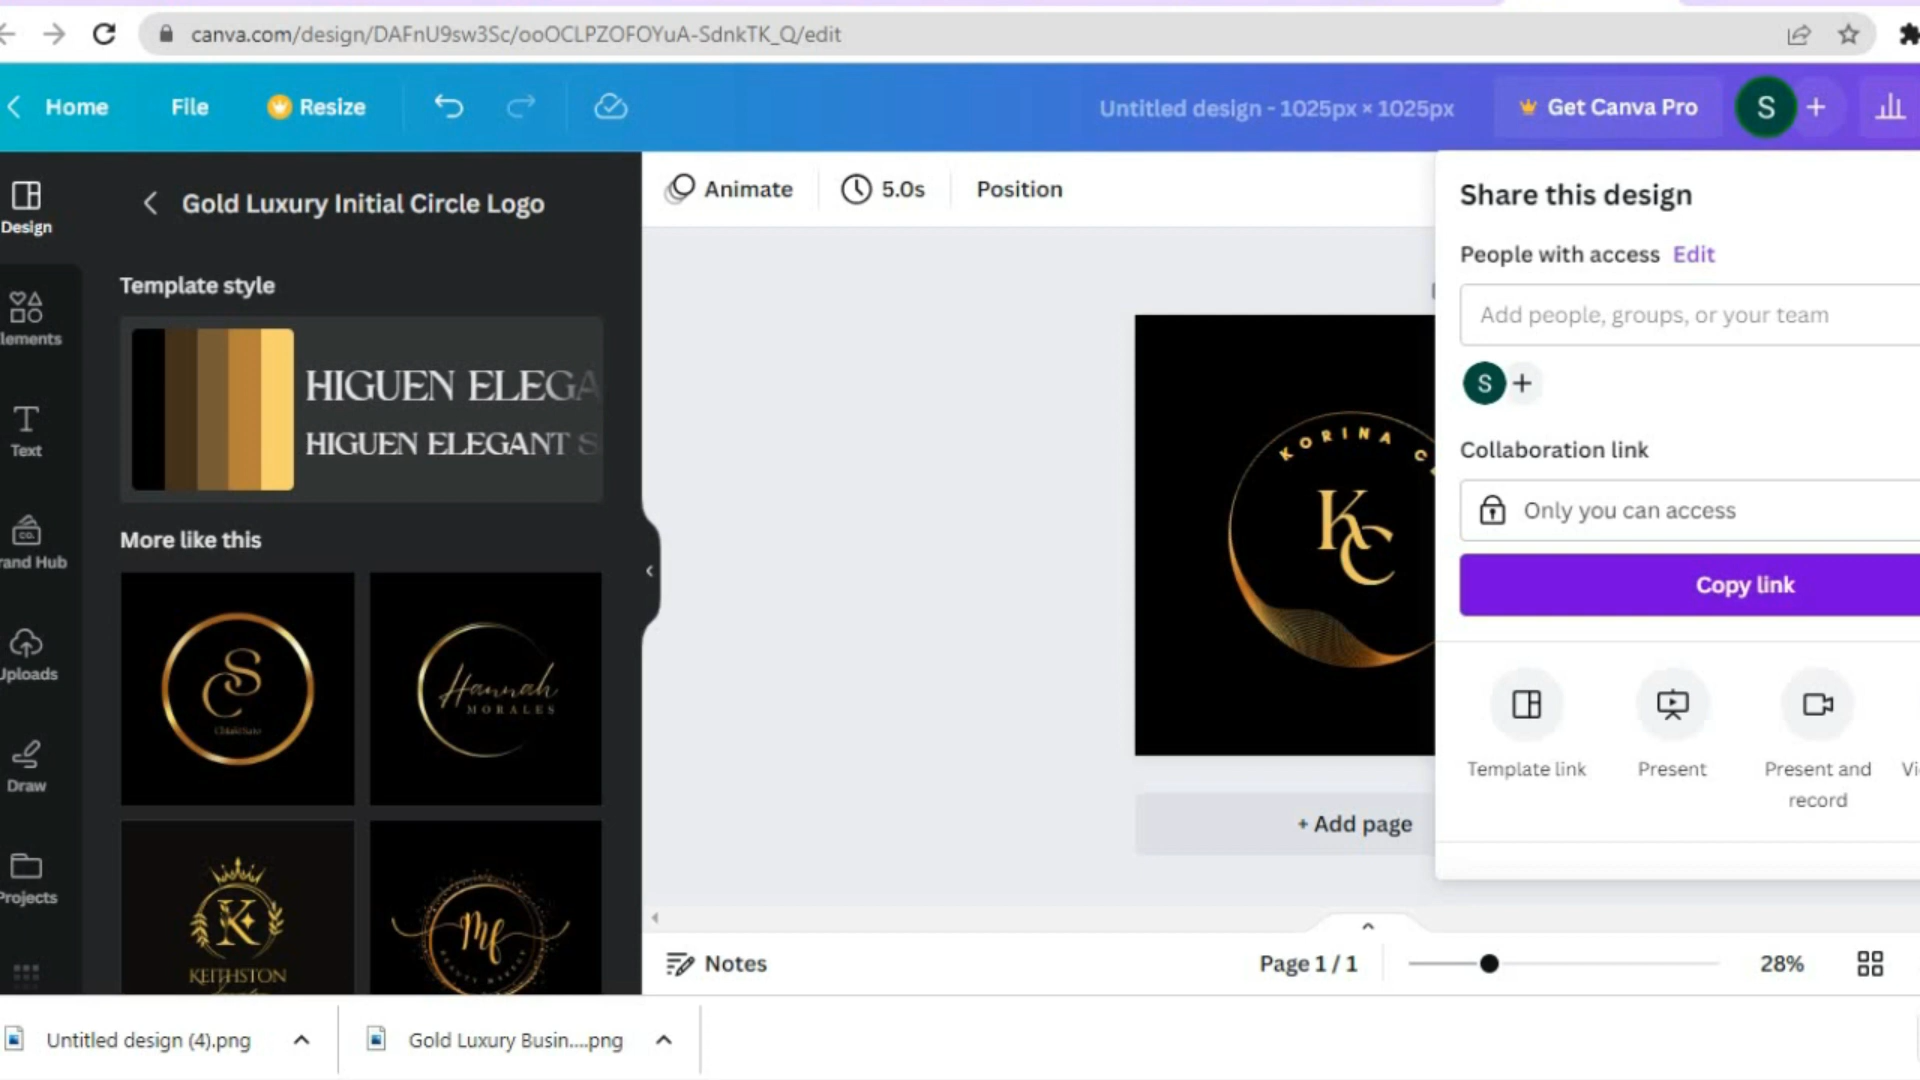 canva.com/design/DAFnU9sw3Sc/ooOCLPZOFOYuA-SdnkTK_Q/edit
Home File Resize Untitled design - 1025px × 1025px Get Canva Pro S +
Gold Luxury Initial Circle Logo
Animate 5.0s Position
Share this design
People with access Edit
Add people, groups, or your team
S +
Collaboration link
Only you can access
Copy link
Template link
Present
Present and
record
Vi
Design
lements
Text
rand Hub
CO.
Uploads
Draw
Projects
Template style
HIGUEN ELEGA
HIGUEN ELEGANT S
More like this
S
Hannah
MORALES
K
KEITHSTON
Mf
KORINA C
KC
+ Add page
Notes
Page 1 / 1
28%
Untitled design (4).png
Gold Luxury Busin....png